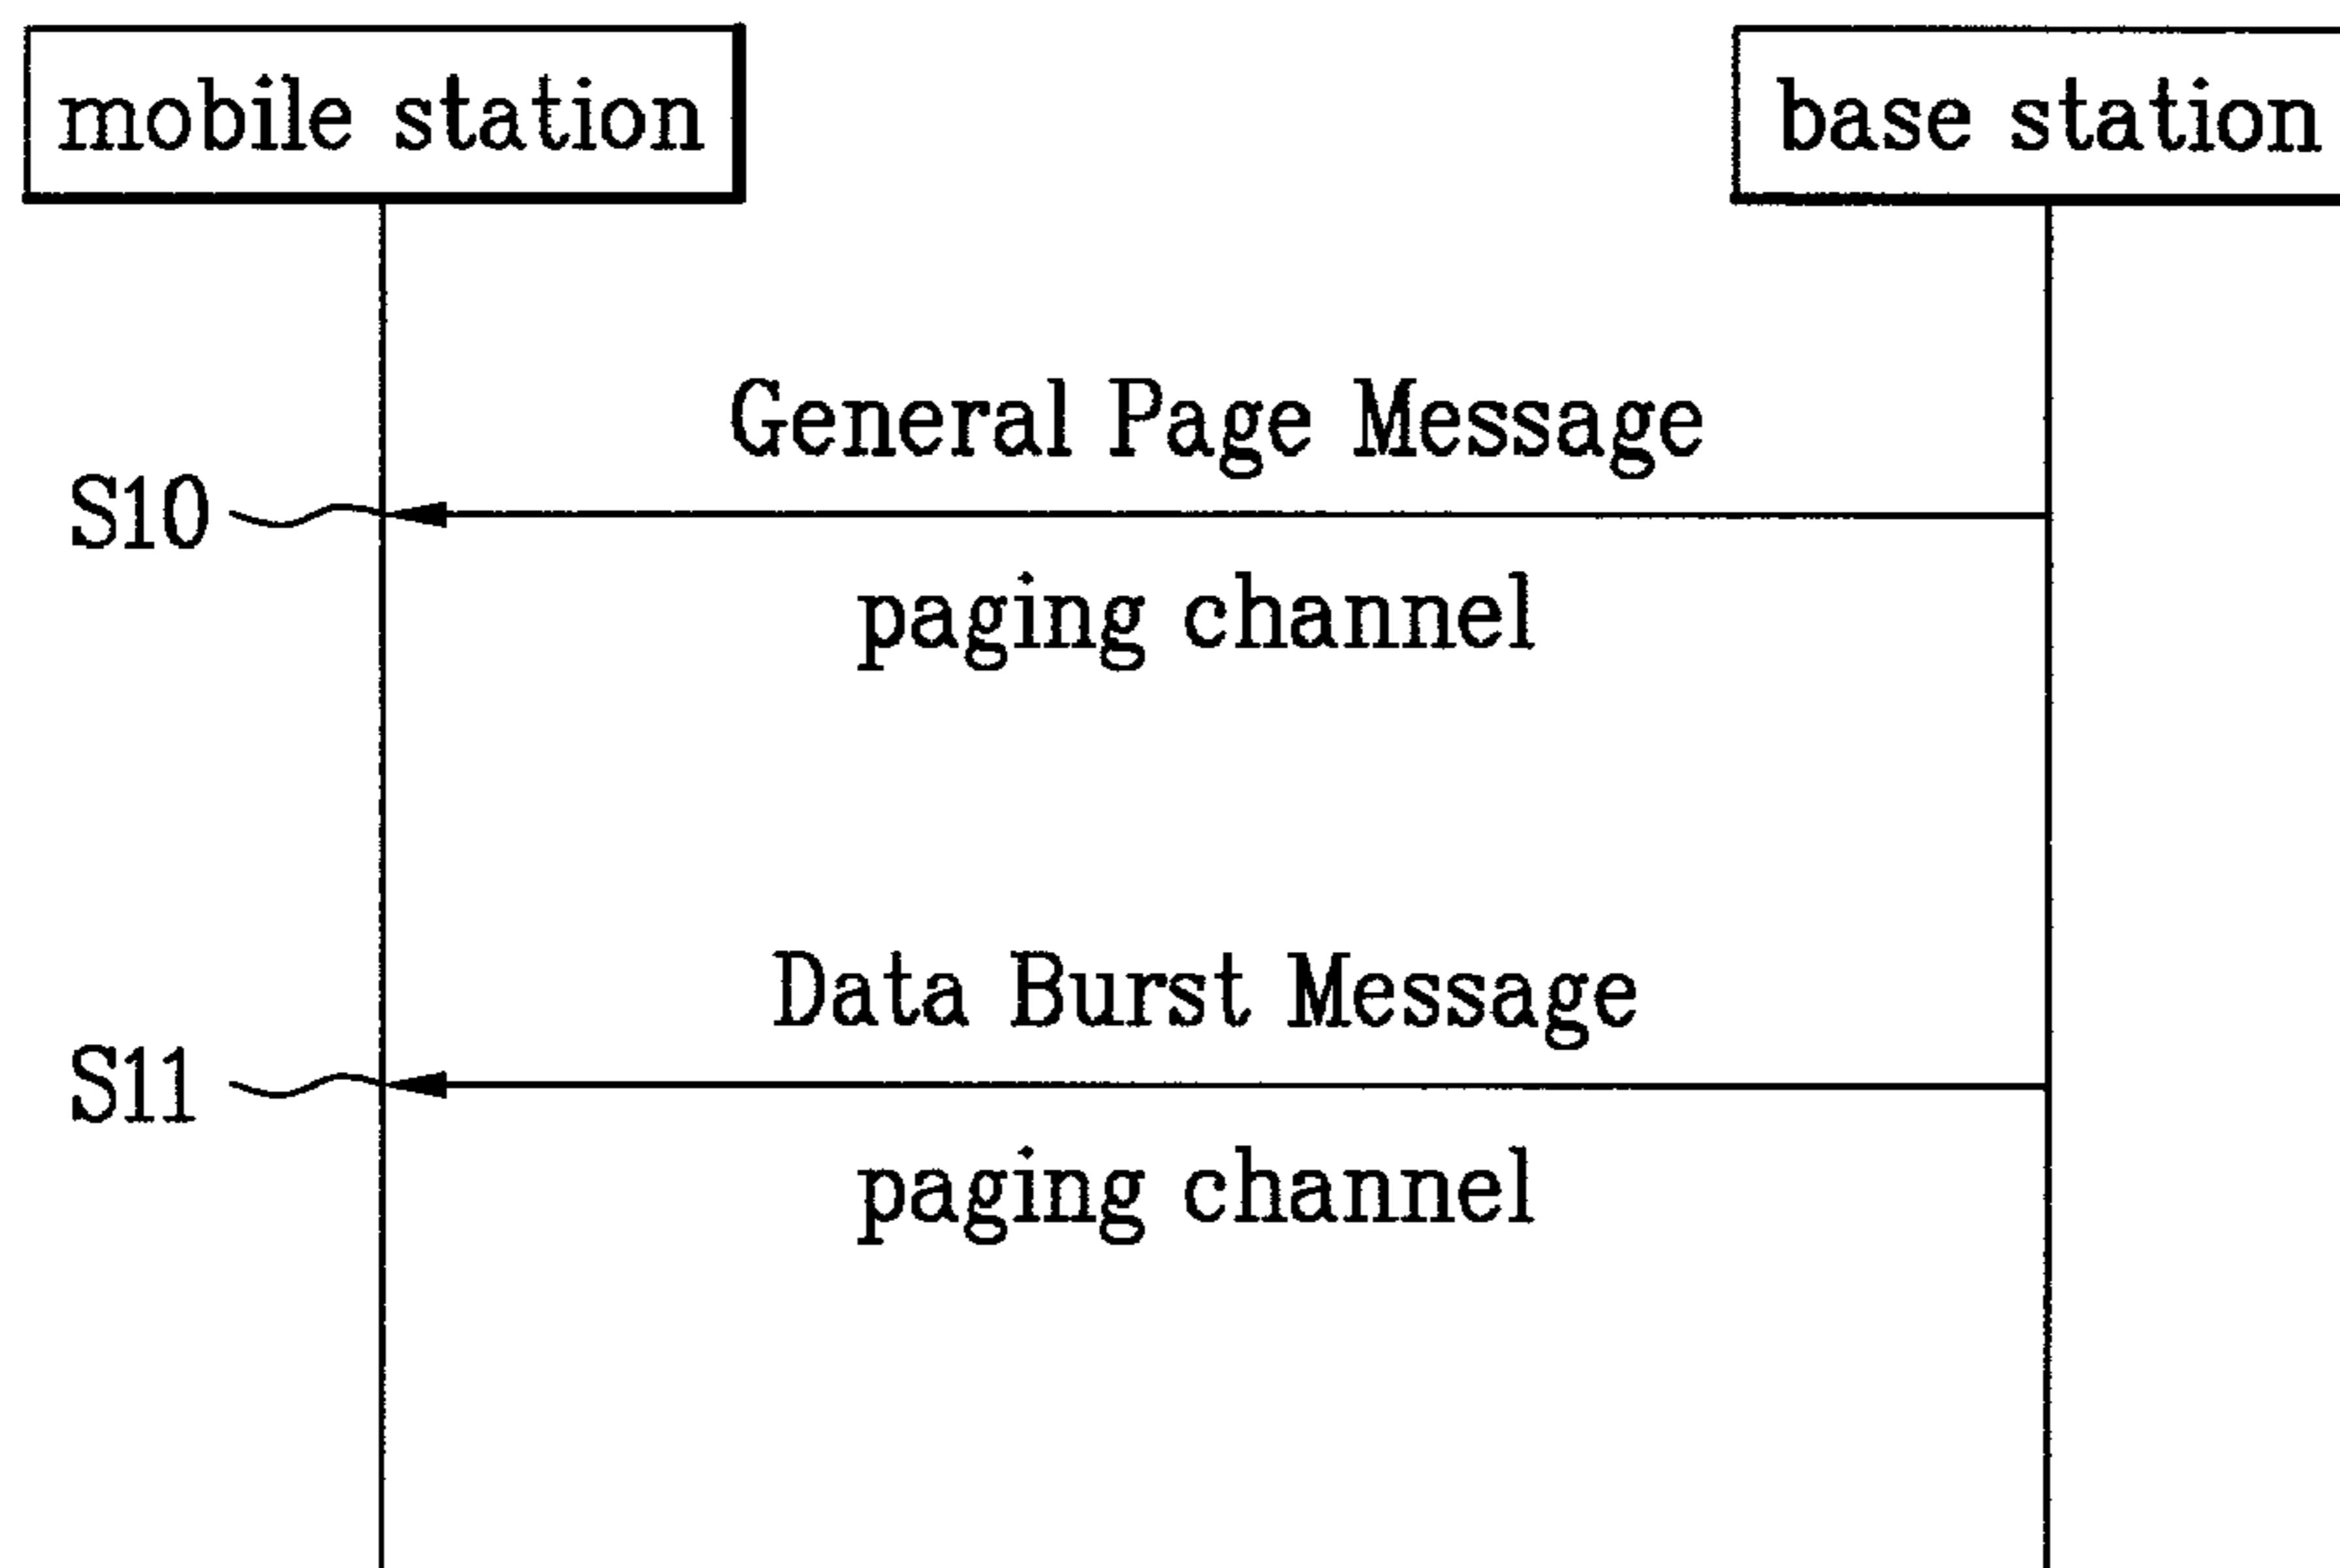 mobile station
base station
General Page Message
S10
paging channel
Data Burst Message
S11
paging channel